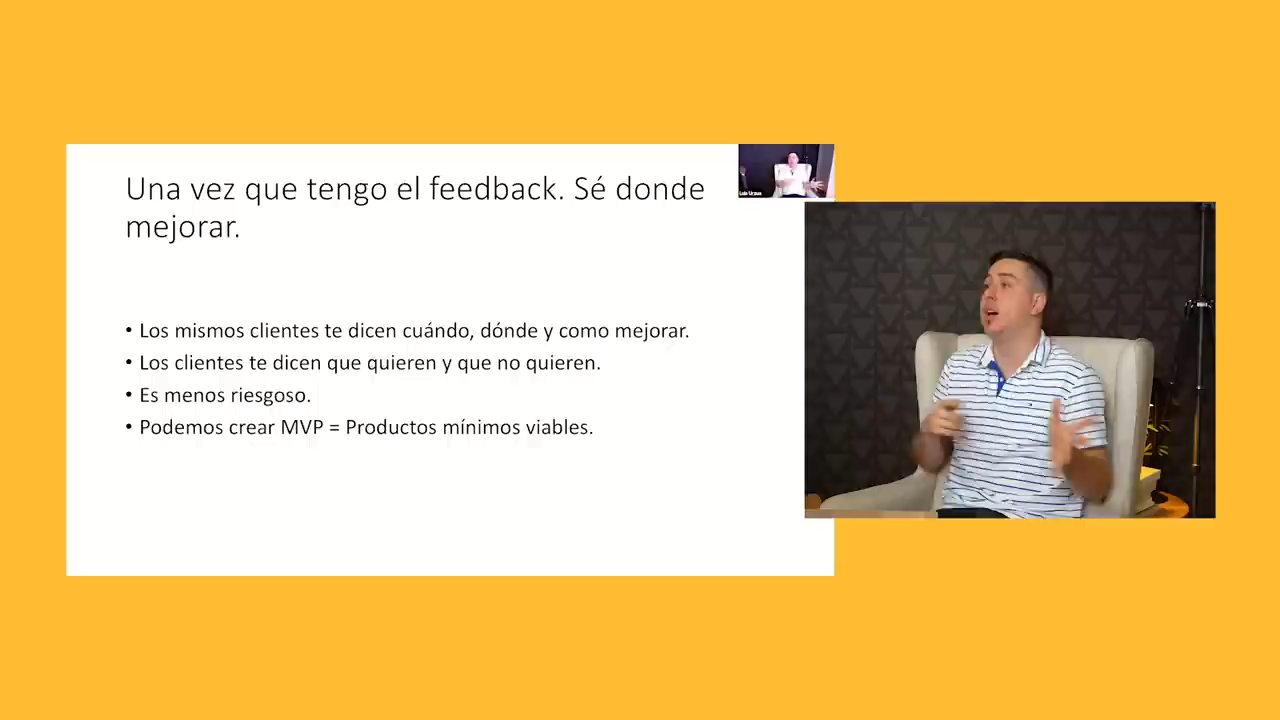 Una vez que tengo el feedback. Sé donde
mejorar.
• Los mismos clientes te dicen cuándo, dónde y como mejorar.
• Los clientes te dicen que quieren y que no quieren.
• Es menos riesgoso.
• Podemos crear MVP = Productos mínimos viables.